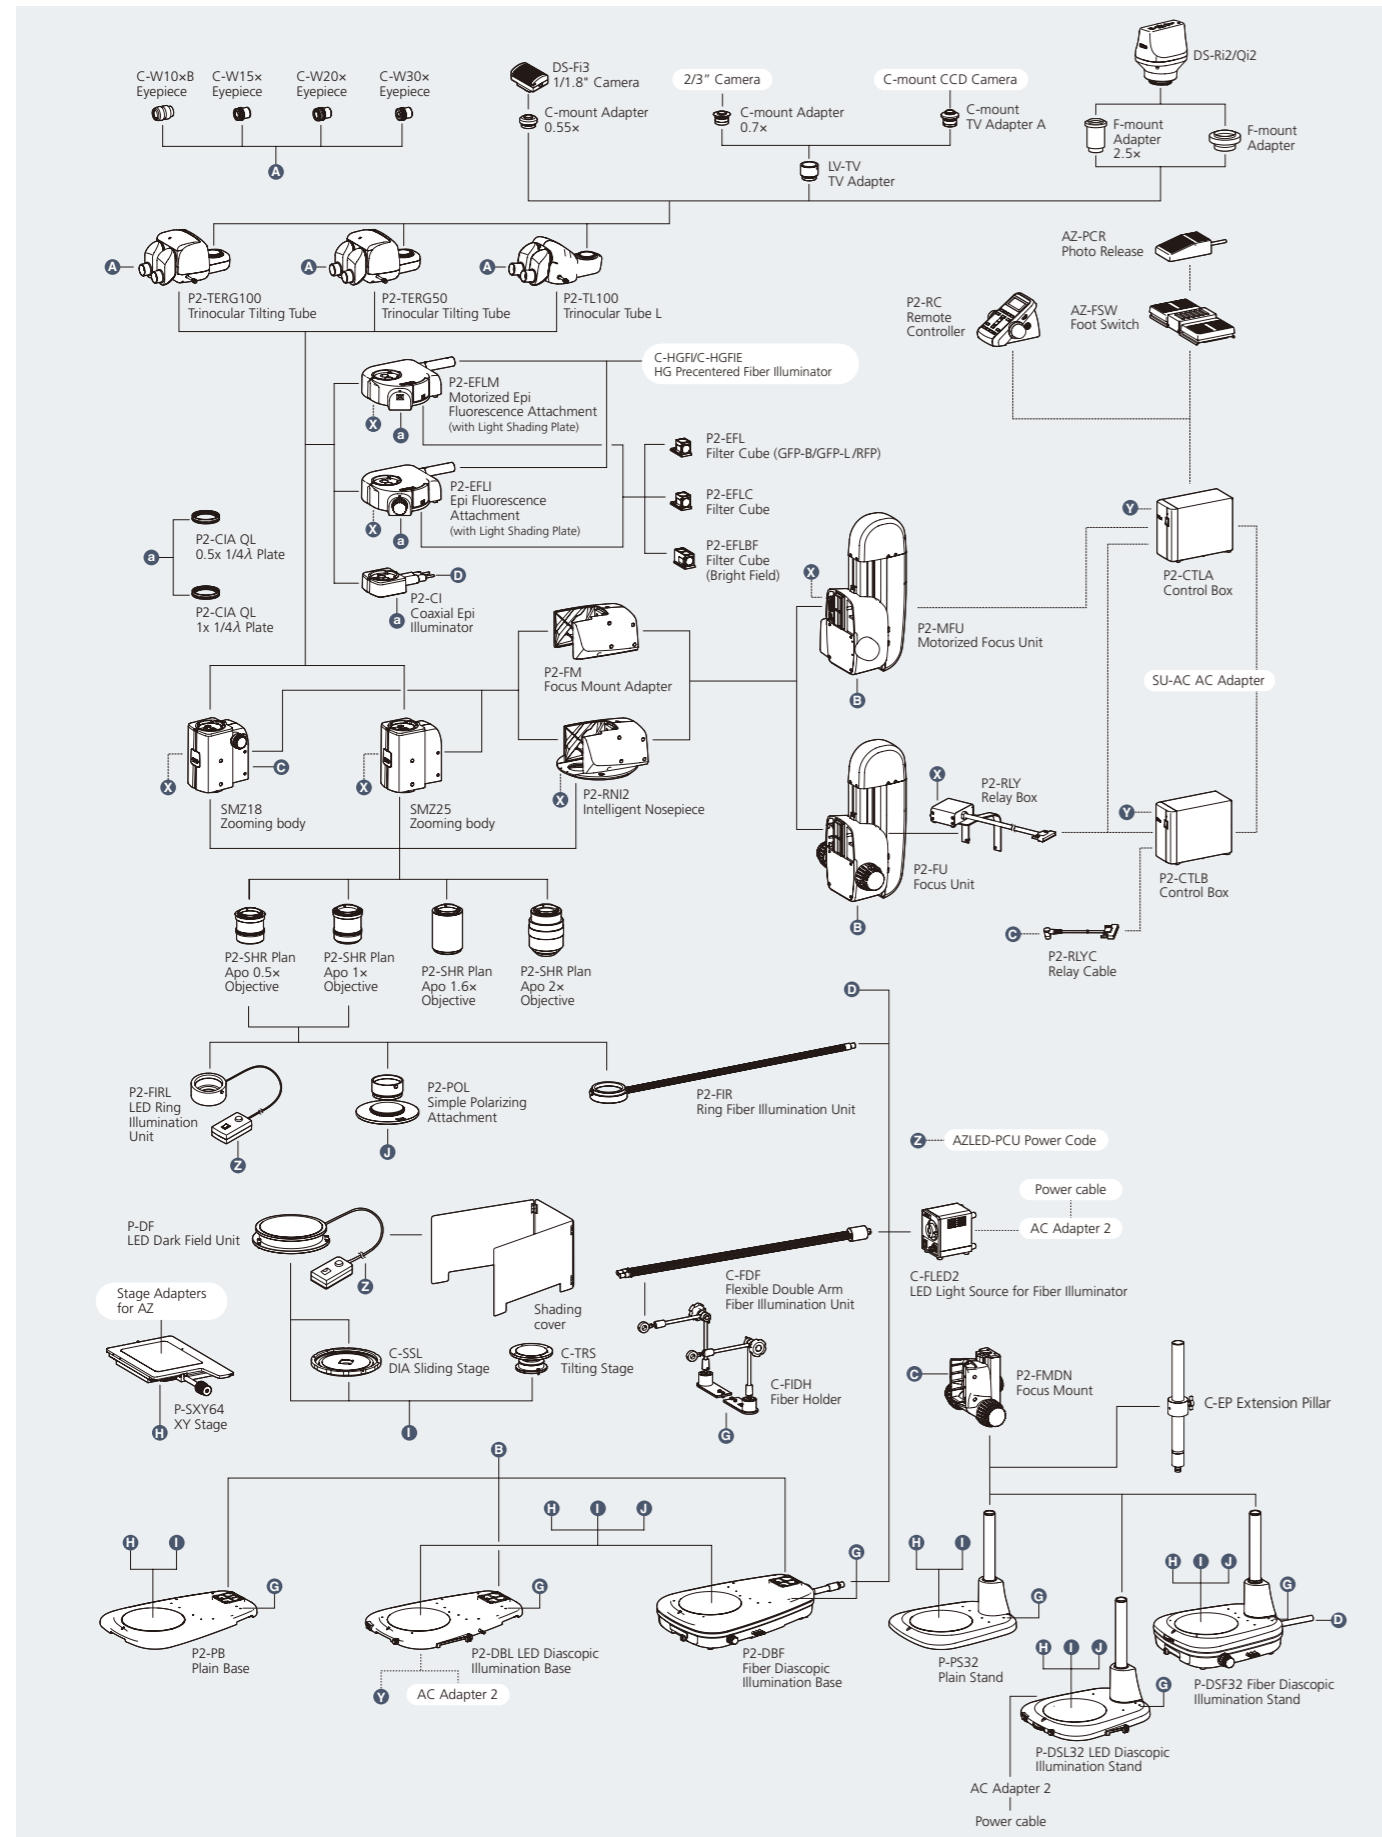 C-W10×B
Eyepiece
C-W15×
Eyepiece
C-W20×
Eyepiece
C-W30×
Eyepiece
A
DS-Fi3
1/1.8" Camera
C-mount Adapter
0.55×
2/3” Camera
C-mount Adapter
0.7×
C-mount CCD Camera
C-mount
TV Adapter A
LV-TV
TV Adapter
DS-Ri2/Qi2
F-mount
Adapter
2.5×
F-mount
Adapter
A
P2-TERG100
Trinocular Tilting Tube
A
P2-TERG50
Trinocular Tilting Tube
A
P2-TL100
Trinocular Tube L
AZ-PCR
Photo Release
P2-RC
Remote
Controller
AZ-FSW
Foot Switch
C-HGFI/C-HGFIE
HG Precentered Fiber Illuminator
P2-EFLM
Motorized Epi
Fluorescence Attachment
(with Light Shading Plate)
X
a
P2-EFL
Filter Cube (GFP-B/GFP-L/RFP)
P2-EFLI
Epi Fluorescence
Attachment
(with Light Shading Plate)
X
a
P2-EFLC
Filter Cube
P2-EFLBF
Filter Cube
(Bright Field)
a
P2-CIA QL
0.5x 1/4λ Plate
P2-CIA QL
1x 1/4λ Plate
D
P2-CI
Coaxial Epi
Illuminator
a
X
P2-MFU
Motorized Focus Unit
B
Y
P2-CTLA
Control Box
P2-FM
Focus Mount Adapter
SU-AC AC Adapter
X
C
SMZ18
Zooming body
X
SMZ25
Zooming body
X
P2-RNI2
Intelligent Nosepiece
X
P2-RLY
Relay Box
Y
P2-CTLB
Control Box
P2-FU
Focus Unit
B
C
P2-RLYC
Relay Cable
P2-SHR Plan
Apo 0.5×
Objective
P2-SHR Plan
Apo 1×
Objective
P2-SHR Plan
Apo 1.6×
Objective
P2-SHR Plan
Apo 2×
Objective
D
P2-FIRL
LED Ring
Illumination
Unit
Z
P2-POL
Simple Polarizing
Attachment
J
P2-FIR
Ring Fiber Illumination Unit
Z
AZLED-PCU Power Code
Power cable
AC Adapter 2
P-DF
LED Dark Field Unit
Z
Shading
cover
C-FDF
Flexible Double Arm
Fiber Illumination Unit
C-FLED2
LED Light Source for Fiber Illuminator
Stage Adapters
for AZ
P-SXY64
XY Stage
H
C-SSL
DIA Sliding Stage
C-TRS
Tilting Stage
I
C-FIDH
Fiber Holder
G
C
P2-FMDN
Focus Mount
C-EP Extension Pillar
B
H
I
J
H
I
G
P2-PB
Plain Base
G
P2-DBL LED Diascopic
Illumination Base
Y
AC Adapter 2
G
P2-DBF
Fiber Diascopic
Illumination Base
H
I
G
P-PS32
Plain Stand
H
I
J
G
P-DSL32 LED Diascopic
Illumination Stand
AC Adapter 2
Power cable
H
I
J
G
D
P-DSF32 Fiber Diascopic
Illumination Stand